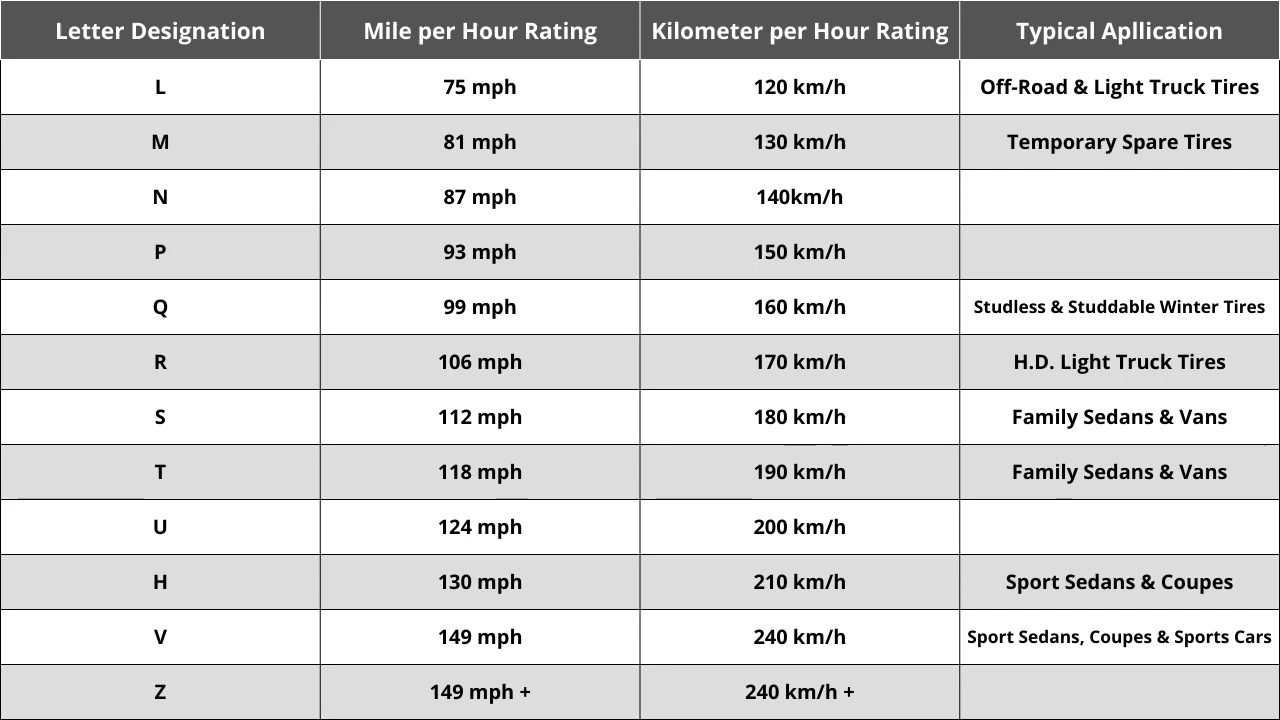 Letter Designation Mile per Hour Rating Kilometer per Hour Rating Typical Apllication
L 75 mph 120 km/h Off-Road & Light Truck Tires
M 81 mph 130 km/h Temporary Spare Tires
N 87 mph 140km/h
P 93 mph 150 km/h
Q 99 mph 160 km/h Studless & Studdable Winter Tires
R 106 mph 170 km/h H.D. Light Truck Tires
S 112 mph 180 km/h Family Sedans & Vans
T 118 mph 190 km/h Family Sedans & Vans
U 124 mph 200 km/h
H 130 mph 210 km/h Sport Sedans & Coupes
V 149 mph 240 km/h Sport Sedans, Coupes & Sports Cars
Z 149 mph + 240 km/h +